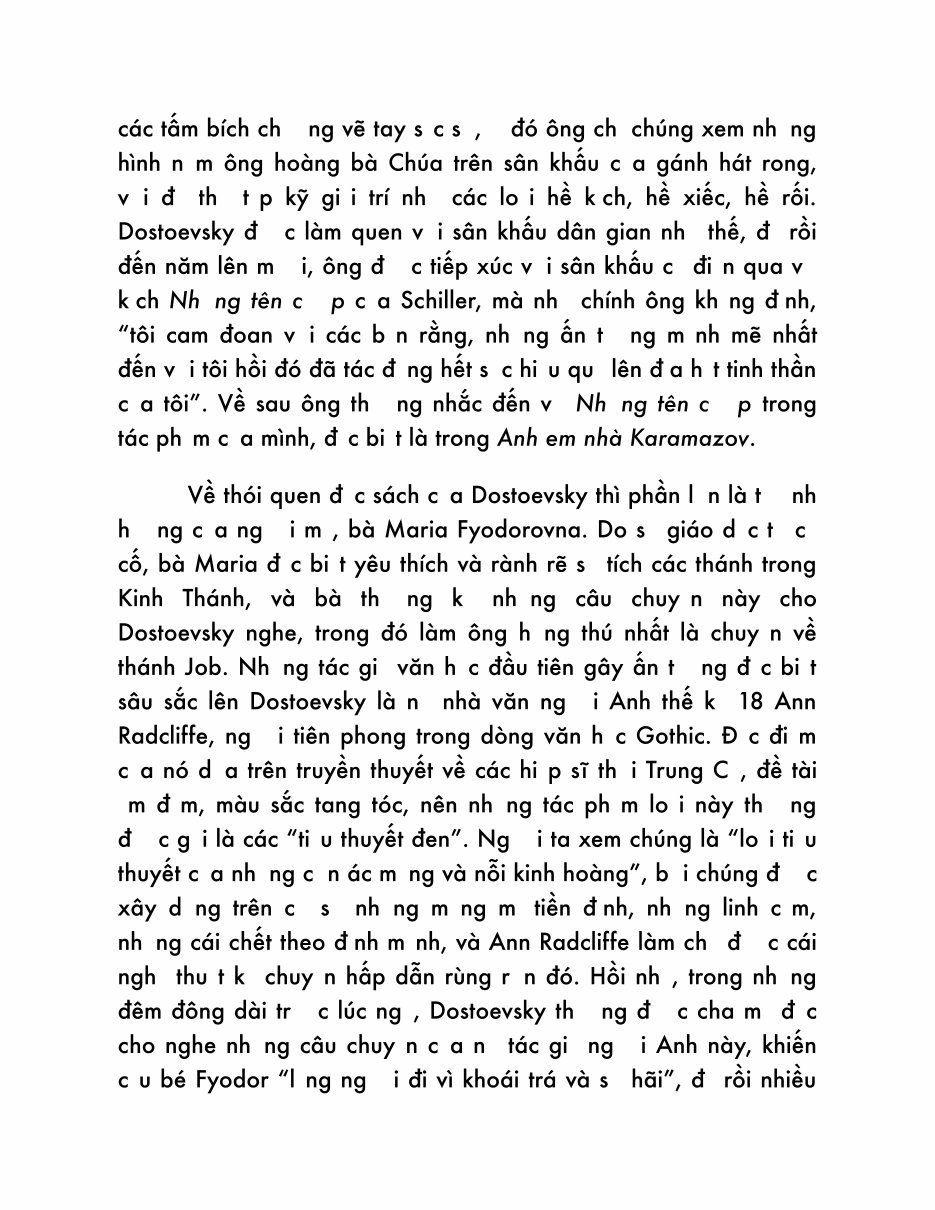 các tấm bích ch ng vẽ tay s c s , đó ông ch chúng xem nh ng
hình n m ông hoàng bà Chúa trên sân khấu c a gánh hát rong,
v i đ th t p kỹ gi i trí nh các lo i hề k ch, hề xiếc, hề rối.
Dostoevsky đ c làm quen v i sân khấu dân gian nh thế, đ rồi
đến năm lên m i, ông đ c tiếp xúc v i sân khấu c đi n qua v
k ch Nh ng tên c p c a Schiller, mà nh chính ông kh ng đ nh,
“tôi cam đoan v i các b n rằng, nh ng ấn t ng m nh mẽ nhất
đến v i tôi hồi đó đã tác đ ng hết s c hi u qu lên đ a h t tinh thần
c a tôi”. Về sau ông th ng nhắc đến v Nh ng tên c p trong
tác ph m c a mình, đ c bi t là trong Anh em nhà Karamazov.
Về thói quen đ c sách c a Dostoevsky thì phần l n là t nh
h ng c a ng i m , bà Maria Fyodorovna. Do s giáo d c t c
cố, bà Maria đ c bi t yêu thích và rành rẽ s tích các thánh trong
Kinh Thánh, và bà th ng k nh ng câu chuy n này cho
Dostoevsky nghe, trong đó làm ông h ng thú nhất là chuy n về
thánh Job. Nh ng tác gi văn h c đầu tiên gây ấn t ng đ c bi t
sâu sắc lên Dostoevsky là n nhà văn ng i Anh thế k 18 Ann
Radcliffe, ng i tiên phong trong dòng văn h c Gothic. Đ c đi m
c a nó d a trên truyền thuyết về các hi p sĩ th i Trung C , đề tài
m đ m, màu sắc tang tóc, nên nh ng tác ph m lo i này th ng
đ c g i là các “ti u thuyết đen”. Ng i ta xem chúng là “lo i ti u
thuyết c a nh ng c n ác m ng và nỗi kinh hoàng”, b i chúng đ c
xây d ng trên c s nh ng m ng m tiền đ nh, nh ng linh c m,
nh ng cái chết theo đ nh m nh, và Ann Radcliffe làm ch đ c cái
ngh thu t k chuy n hấp dẫn rùng r n đó. Hồi nh , trong nh ng
đêm đông dài tr c lúc ng , Dostoevsky th ng đ c cha m đ c
cho nghe nh ng câu chuy n c a n tác gi ng i Anh này, khiến
c u bé Fyodor “l ng ng i đi vì khoái trá và s hãi”, đ rồi nhiều